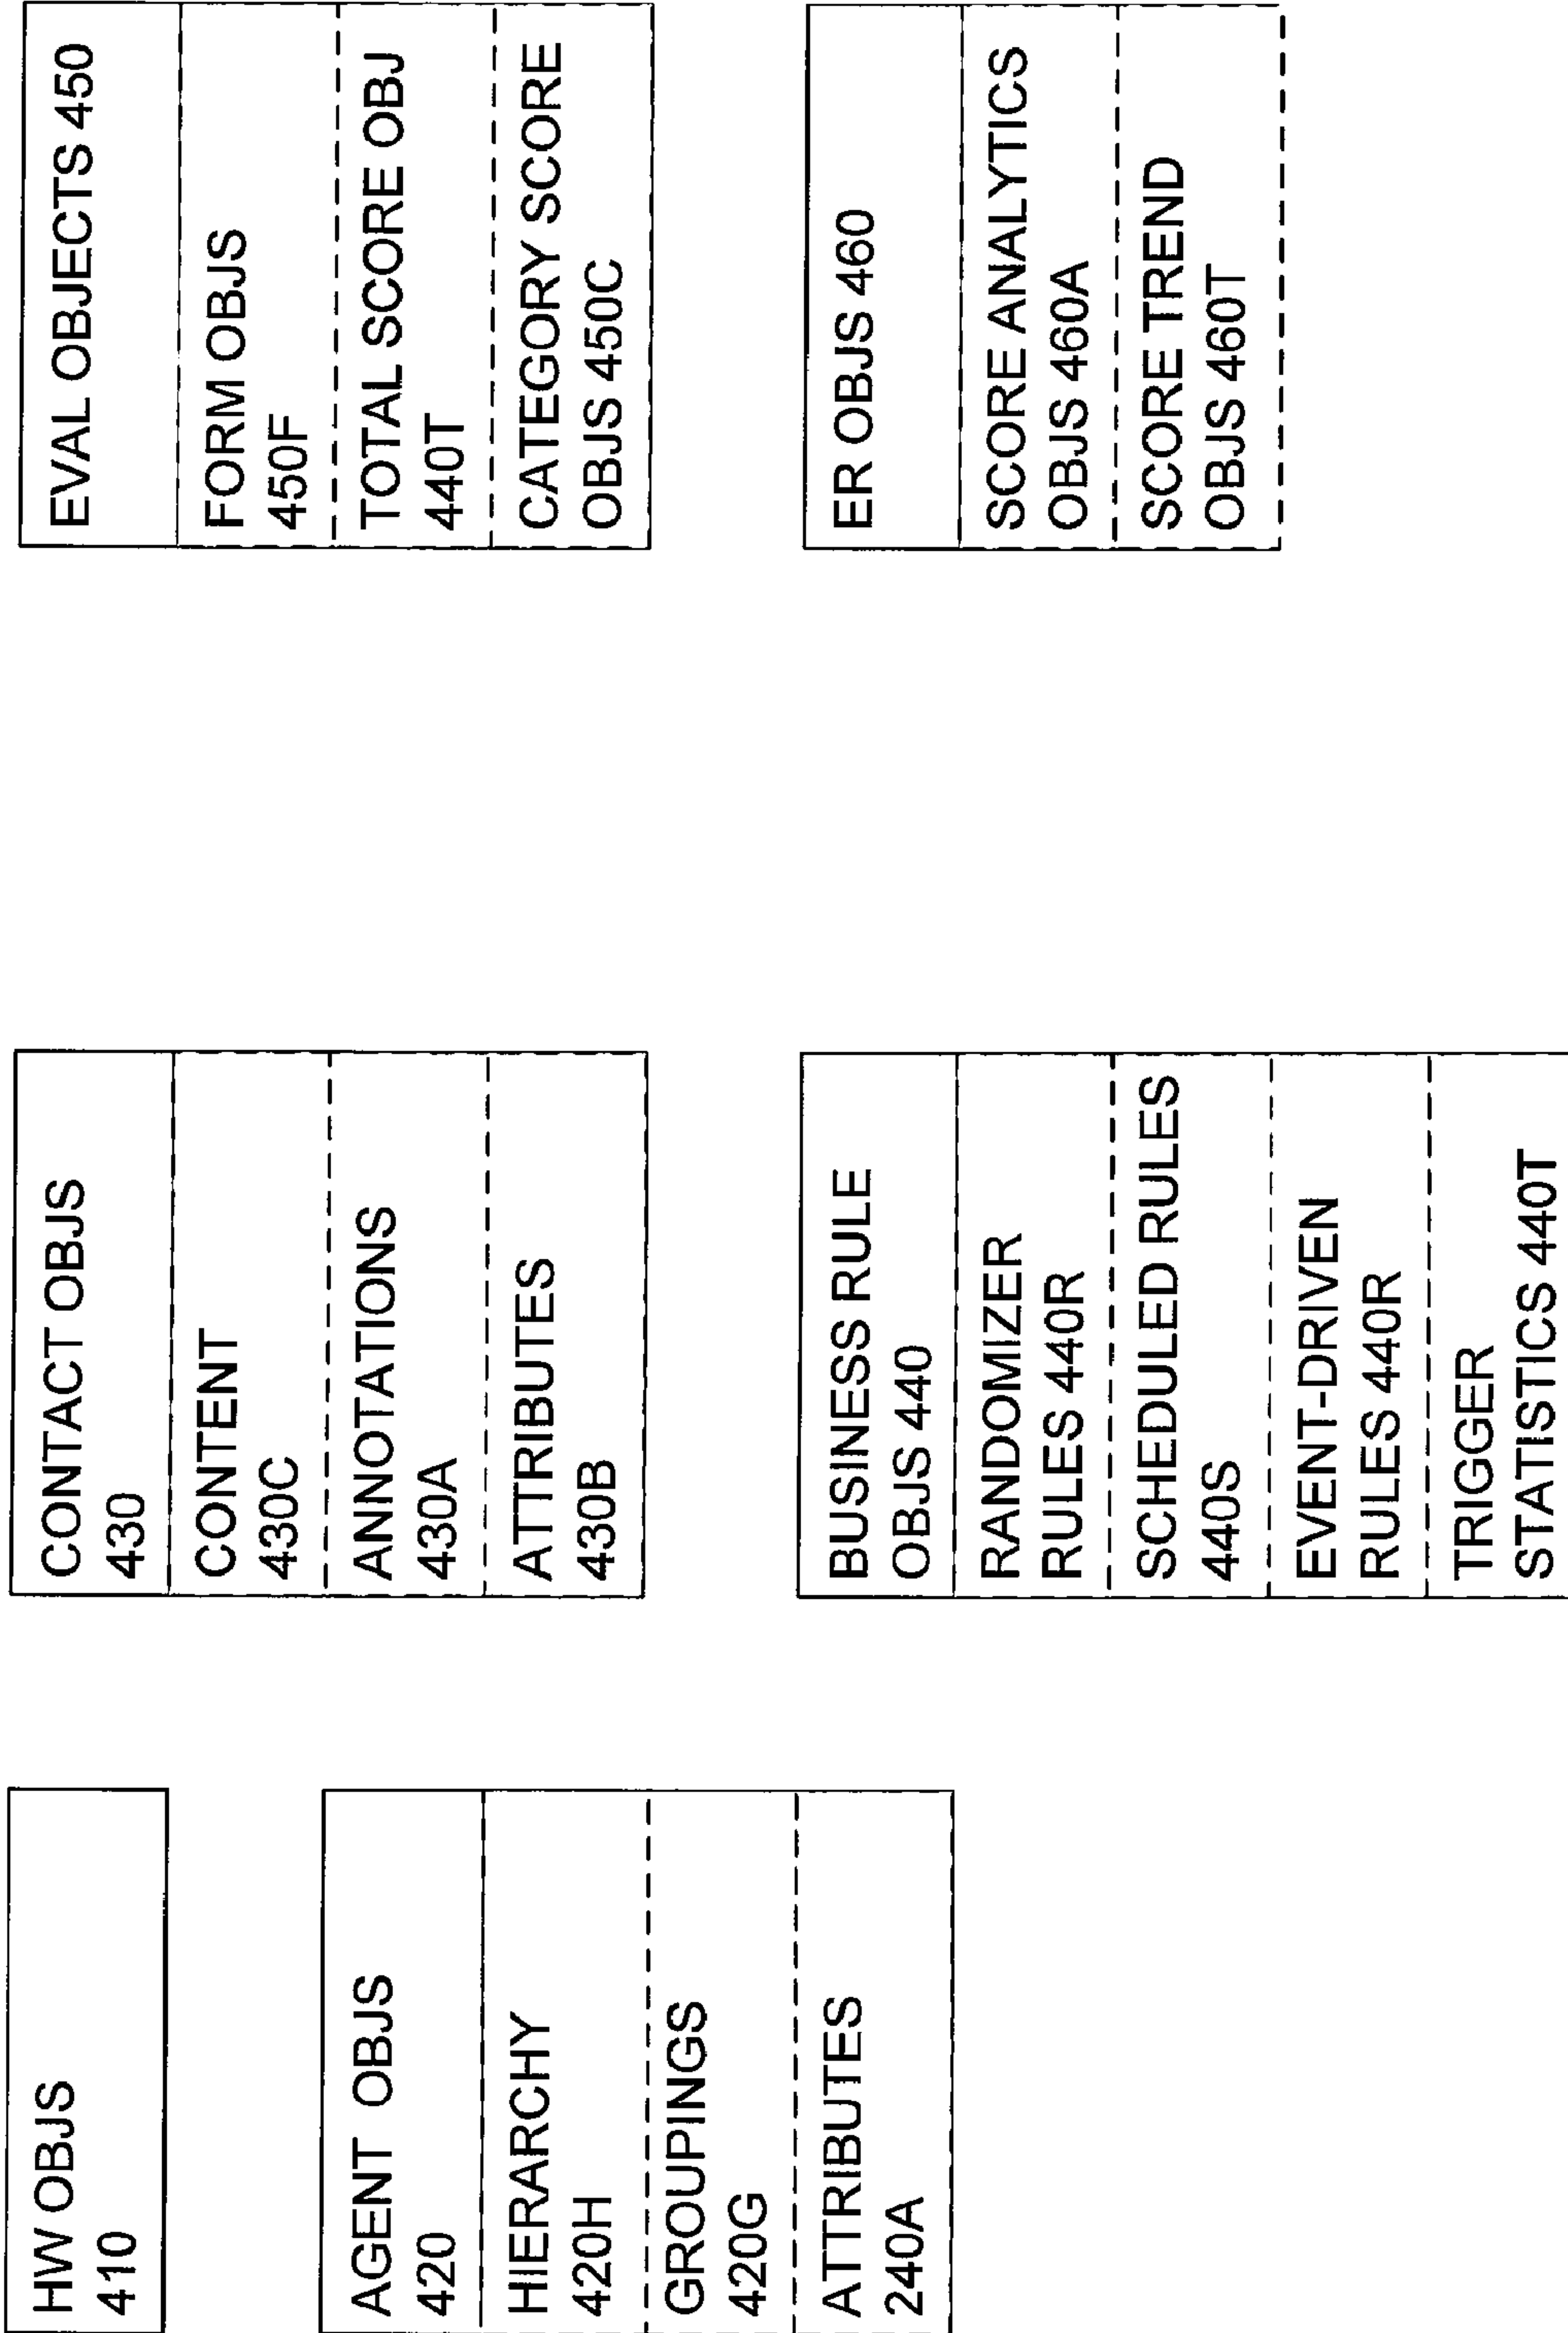 HW OBJS
410
AGENT OBJS
420
HIERARCHY
420H
GROUPINGS
420G
ATTRIBUTES
240A
CONTACT OBJS
430
CONTENT
430C
ANNOTATIONS
430A
ATTRIBUTES
430B
BUSINESS RULE
OBJS 440
RANDOMIZER
RULES 440R
SCHEDULED RULES
440S
EVENT-DRIVEN
RULES 440R
TRIGGER
STATISTICS 440T
EVAL OBJECTS 450
FORM OBJS
450F
TOTAL SCORE OBJ
440T
CATEGORY SCORE
OBJS 450C
ER OBJS 460
SCORE ANALYTICS
OBJS 460A
SCORE TREND
OBJS 460T